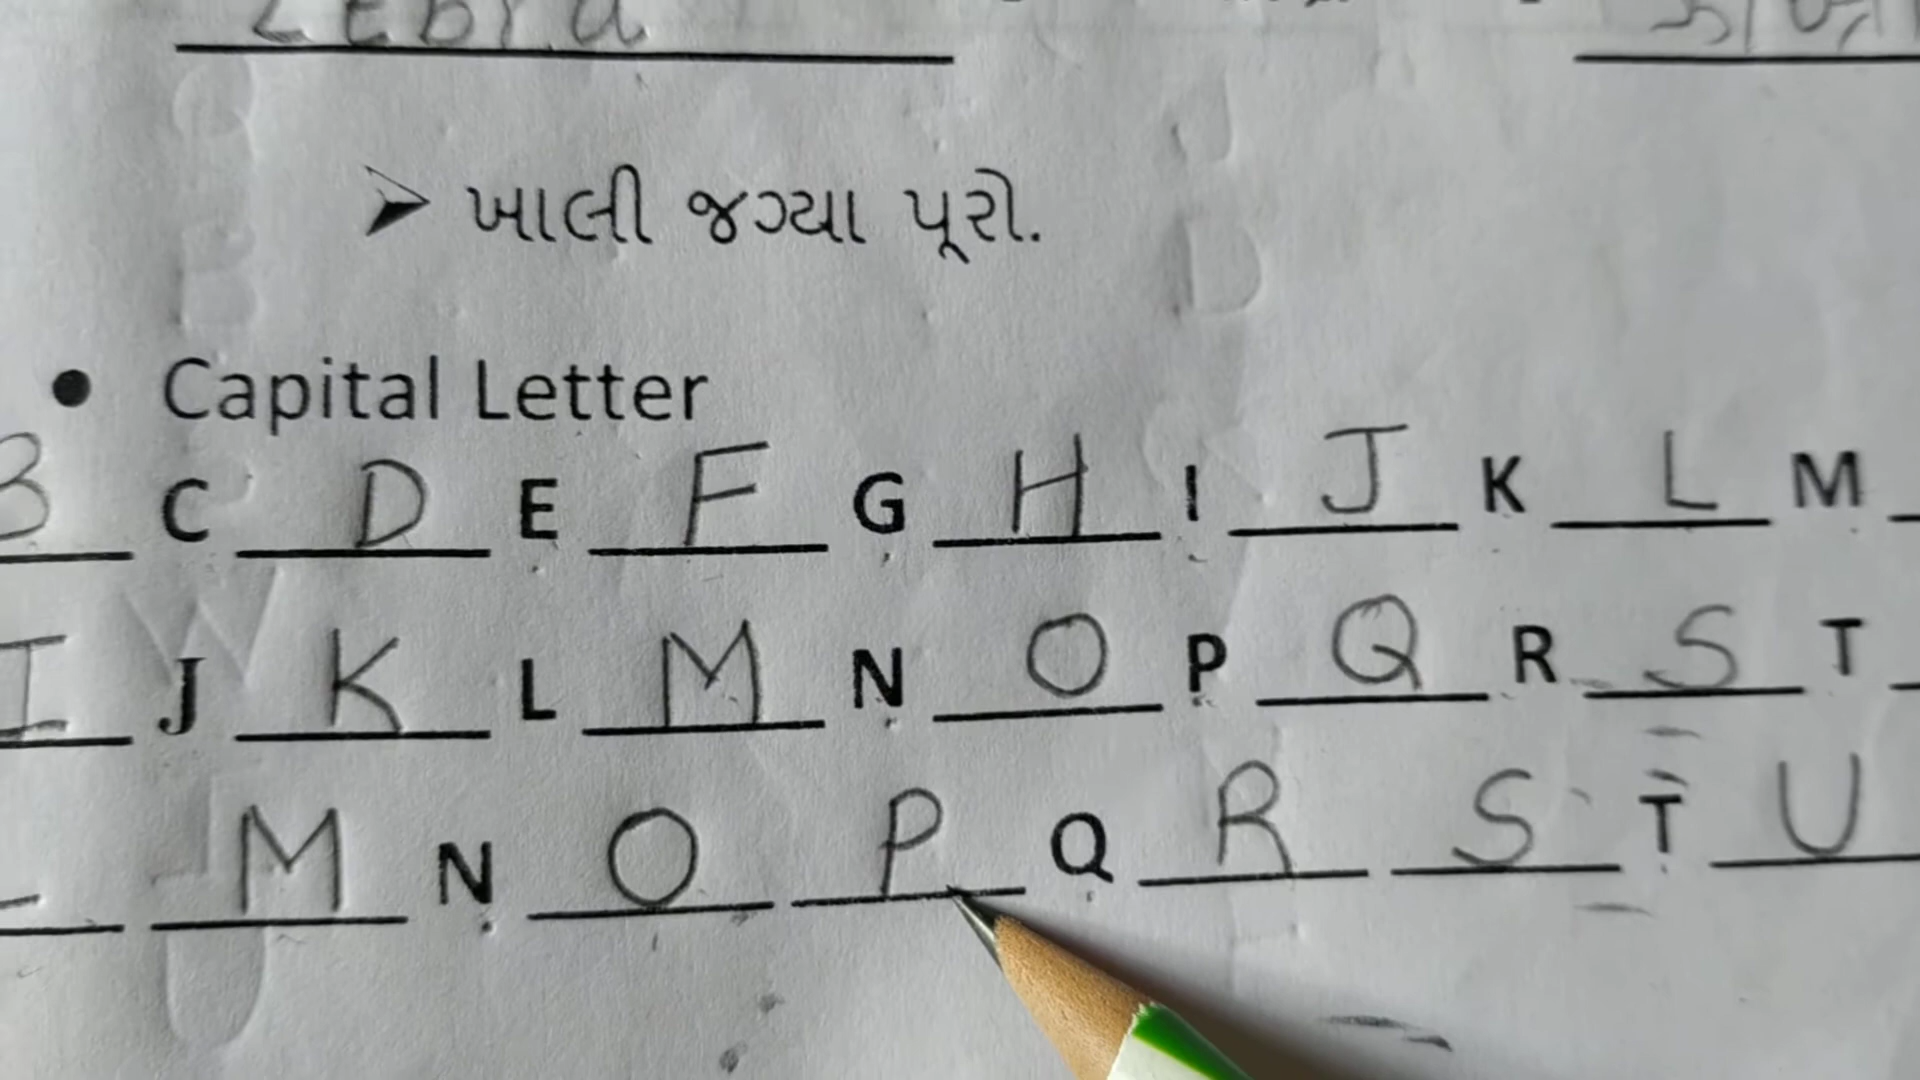 Zebra
➤ ખાલી જગ્યા પૂરો.
• Capital Letter
B C D E F G H I J K L M
I J K L M N O P Q R S T
M N O P Q R S T U